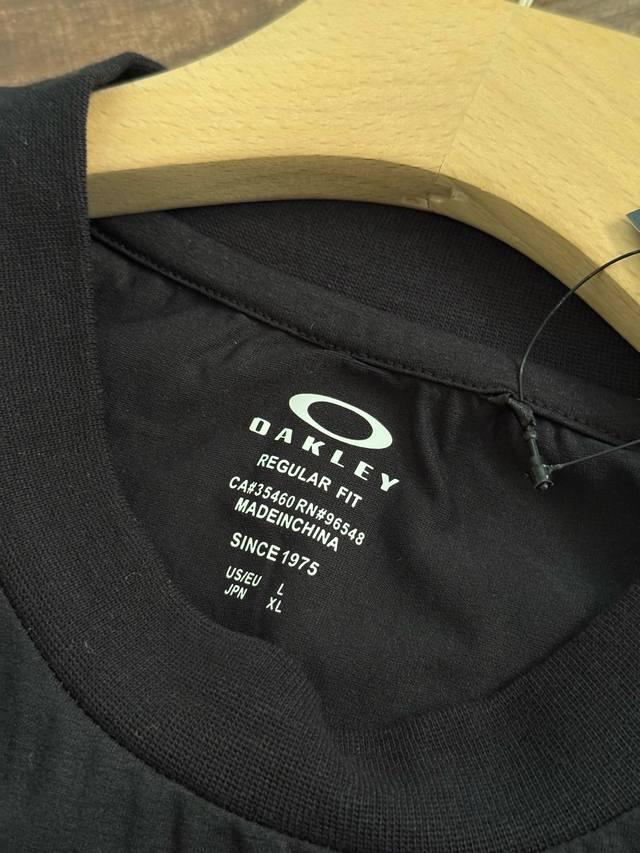 OAKLEY
REGULAR FIT
CA#35460 RN#96548
MADEINCHINA
SINCE 1975
US/EU L
JPN XL